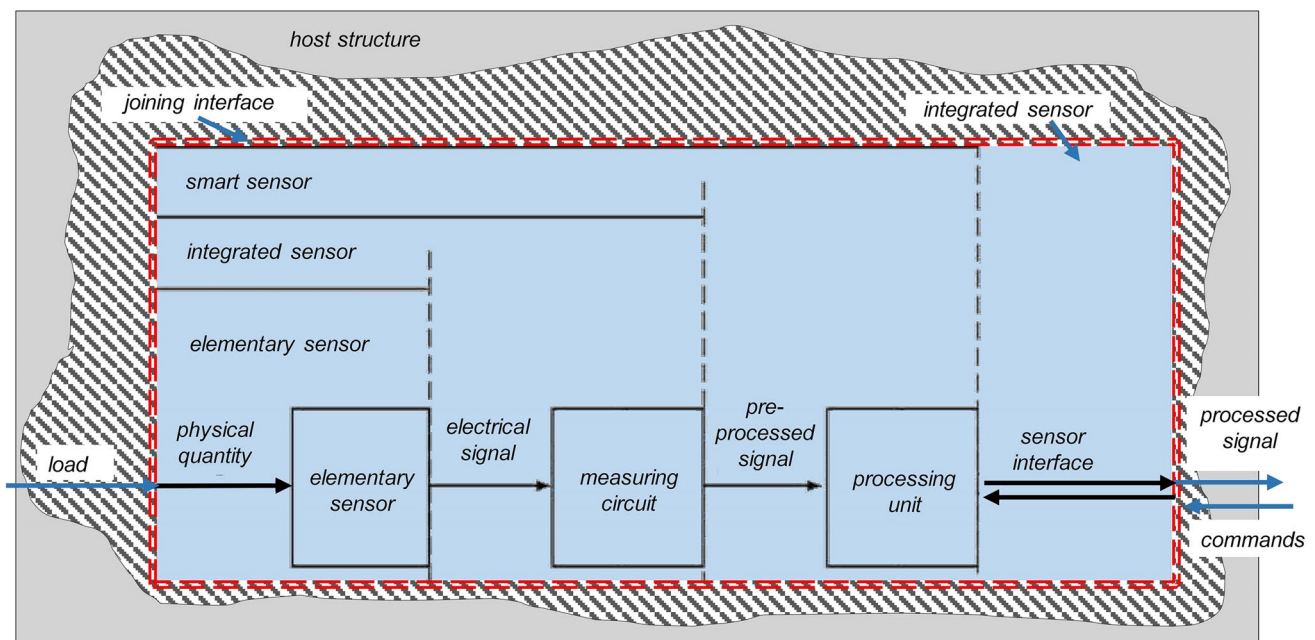 host structure
joining interface
integrated sensor
smart sensor
integrated sensor
elementary sensor
physical
quantity
electrical
signal
pre-
processed
signal
sensor
interface
processed
signal
load
elementary
sensor
measuring
circuit
processing
unit
commands